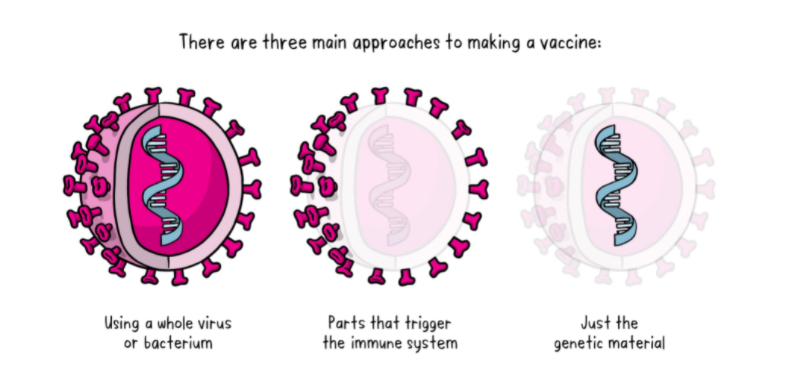 There are three main approaches to making a vaccine:
Using a whole virus
or bacterium
Parts that trigger
the immune system
Just the
genetic material